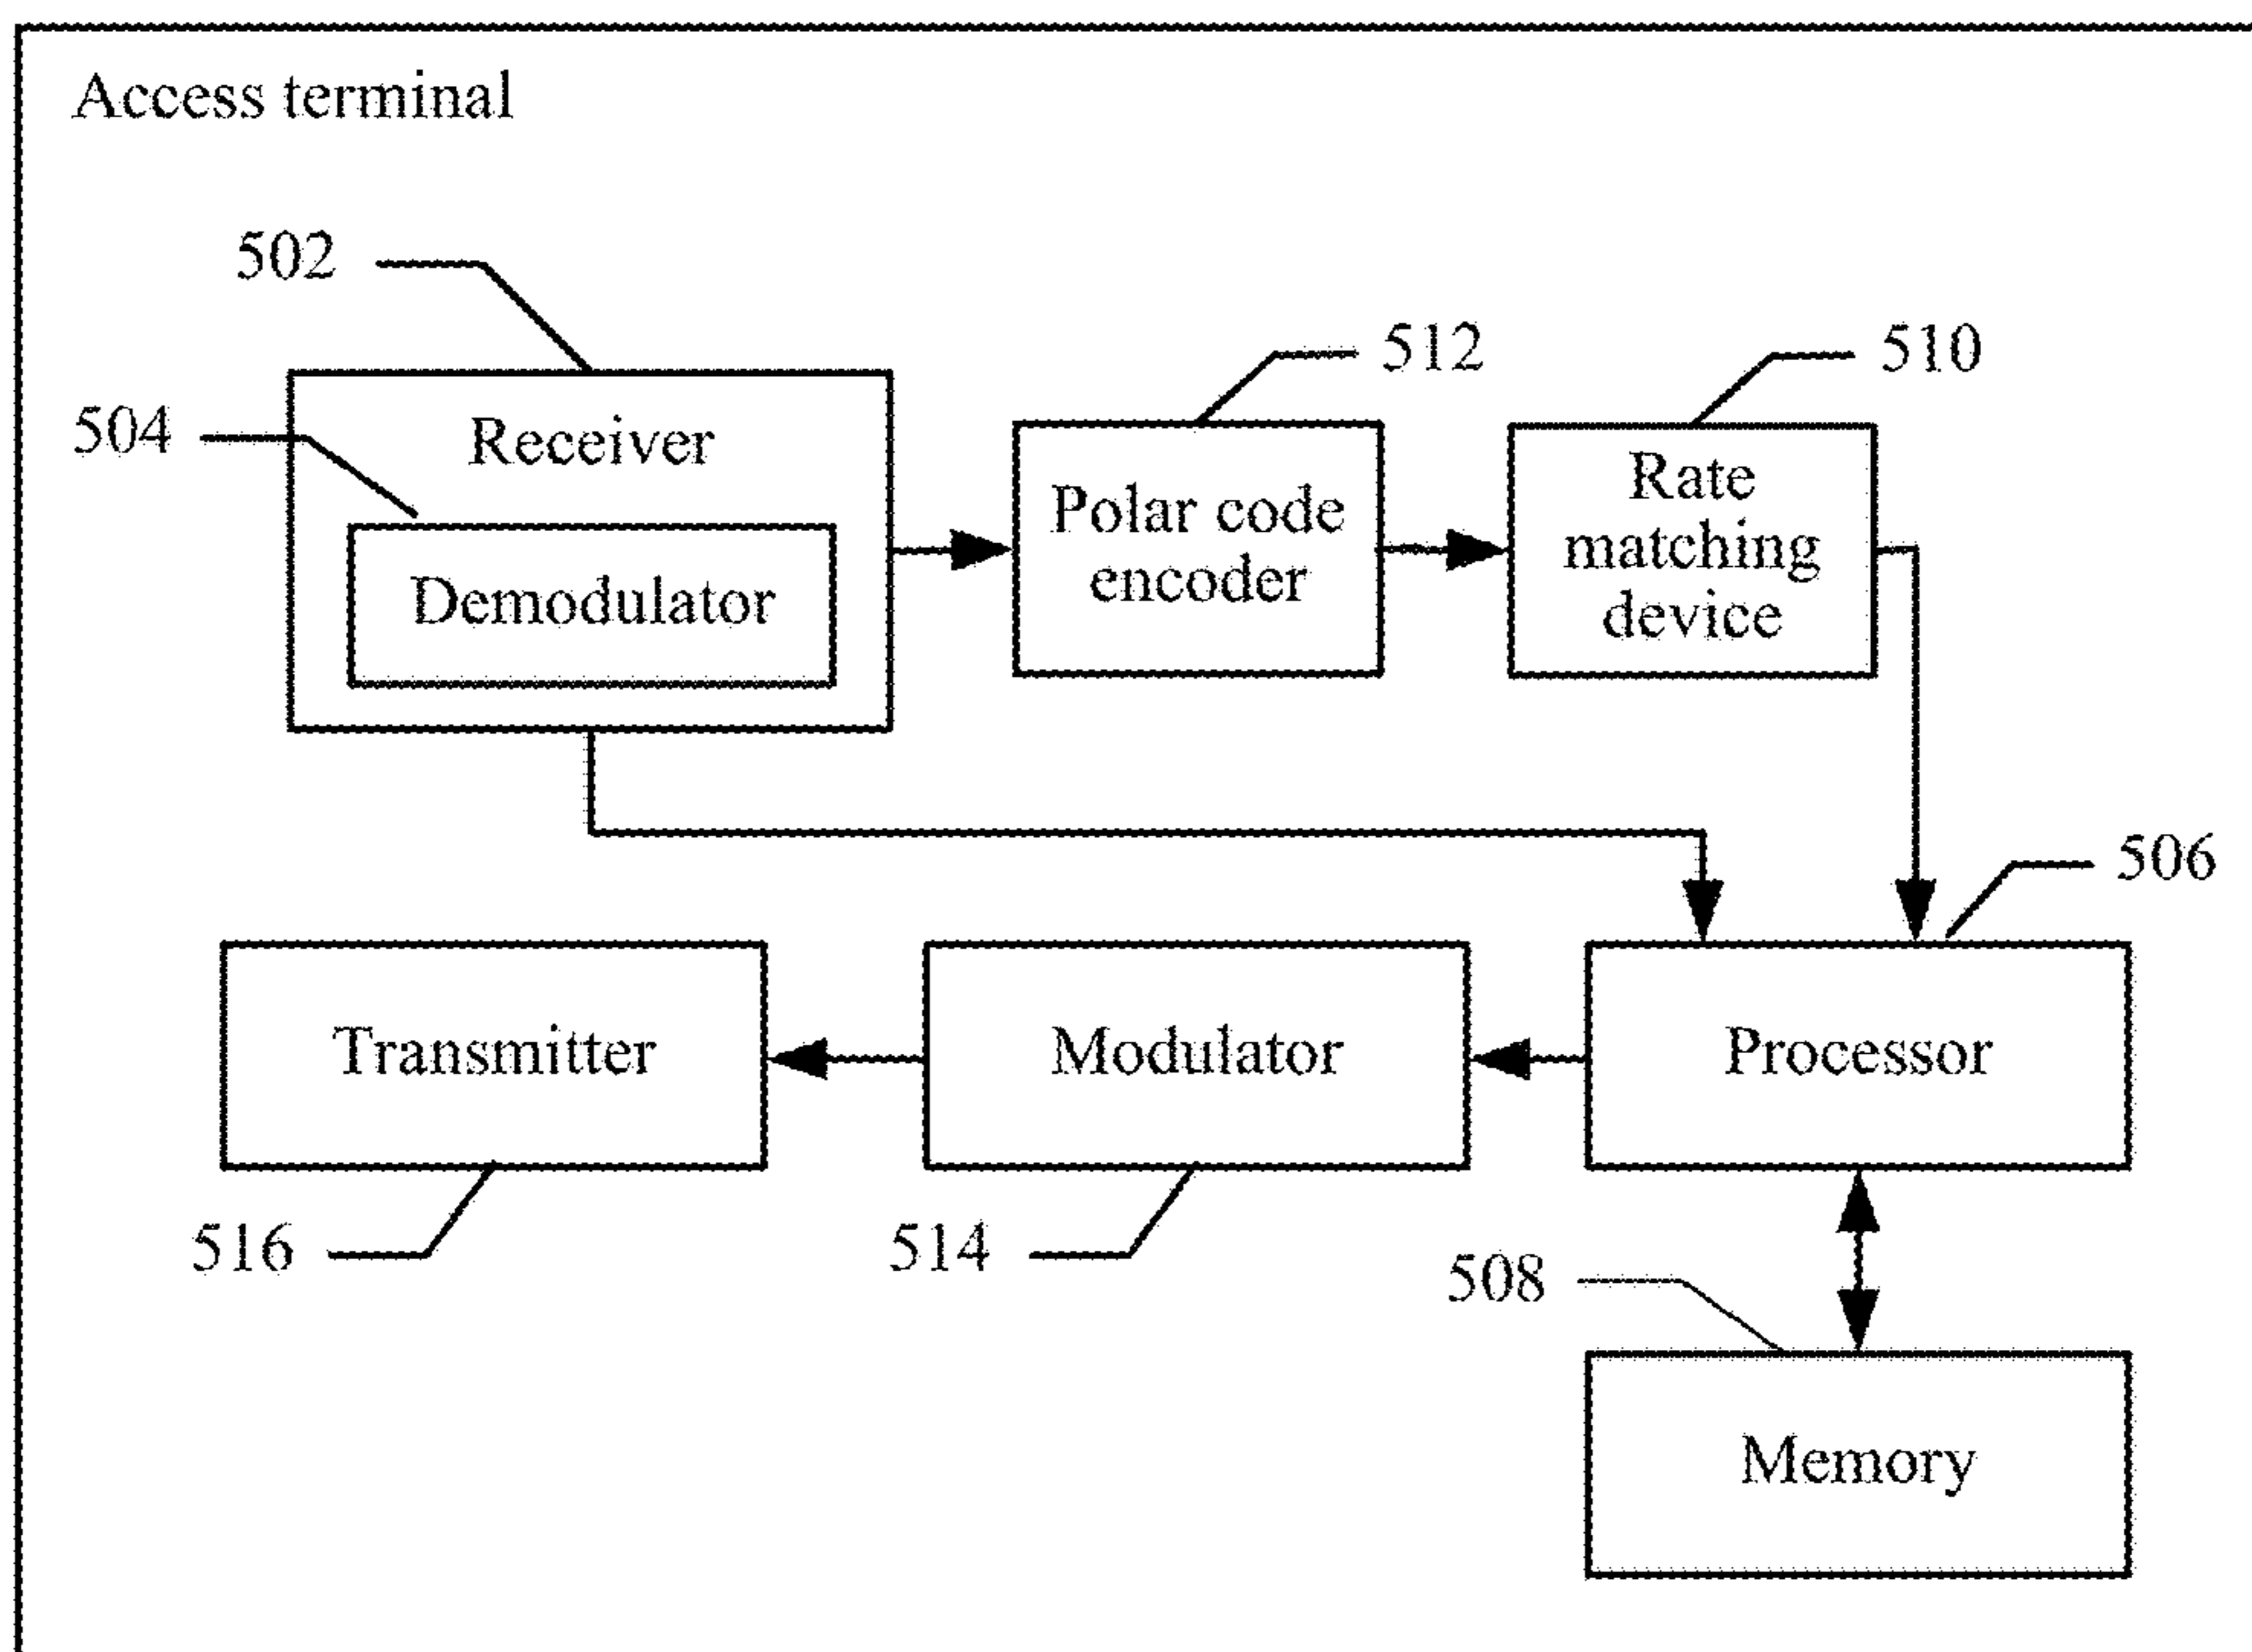 Access terminal
502
512
510
504
Receiver
Demodulator
Polar code
encoder
Rate
matching
device
506
Transmitter
Modulator
Processor
516
514
508
Memory